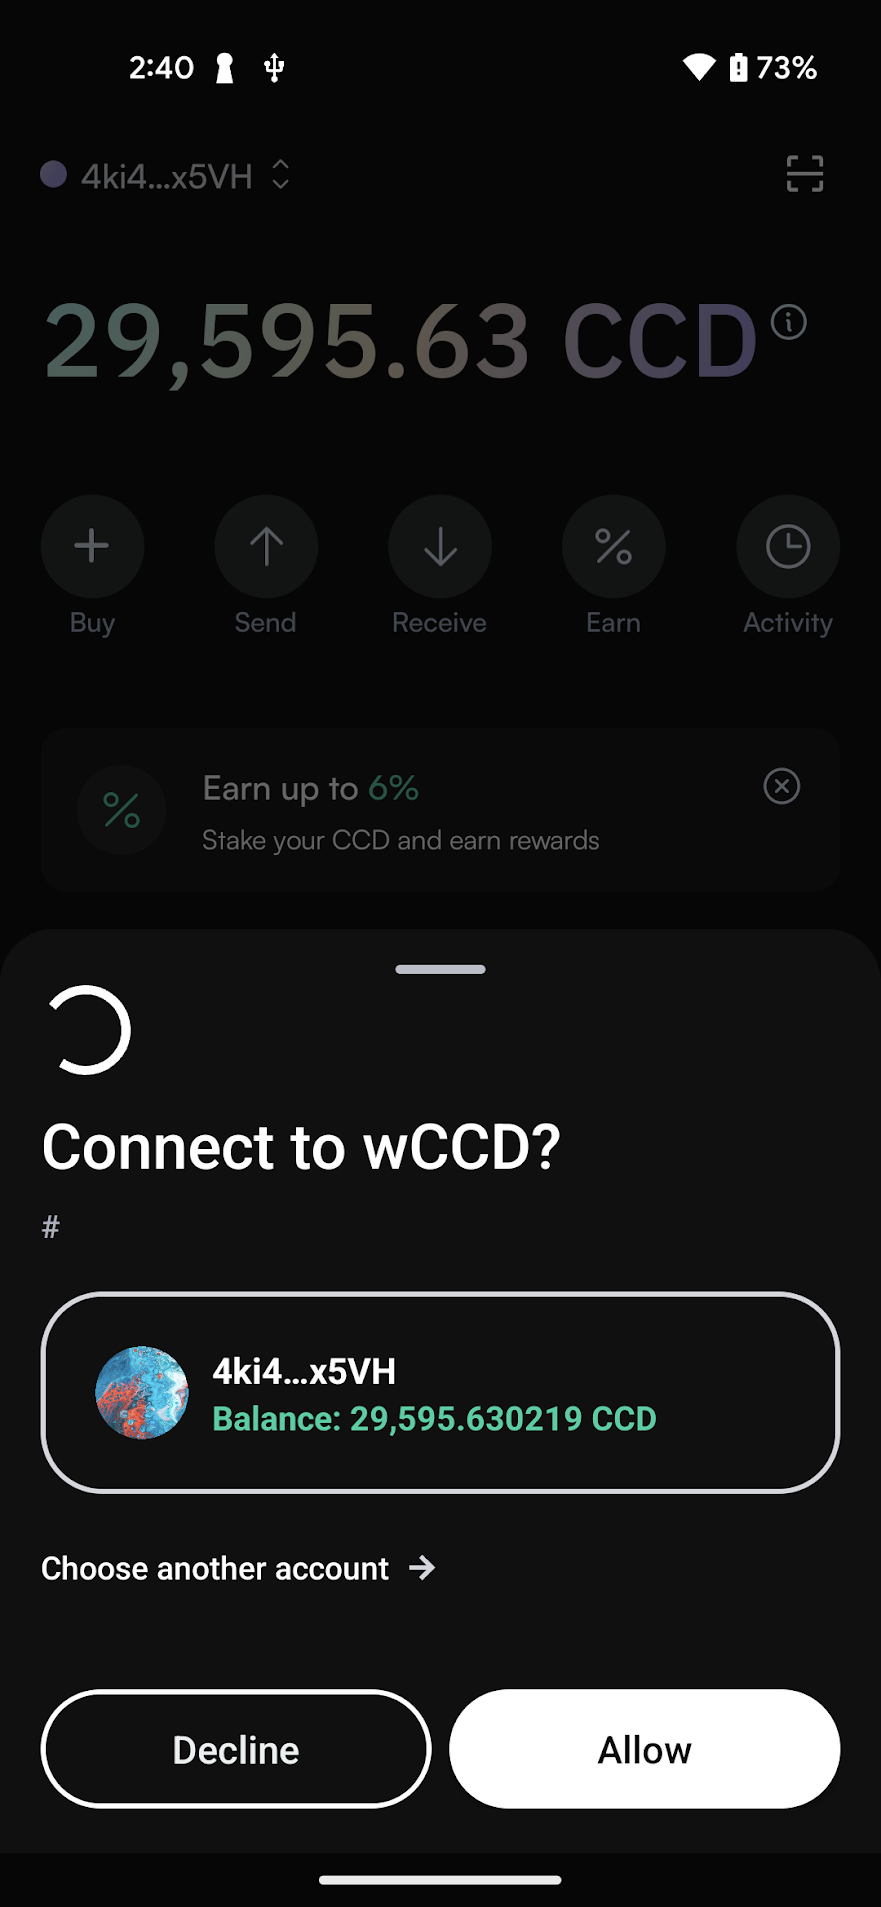 2:40
73%
4ki4...x5VH
29,595.63 CCD
Buy
Send
Receive
Earn
Activity
Earn up to 6%
Stake your CCD and earn rewards
Connect to wCCD?
#
4ki4...x5VH
Balance: 29,595.630219 CCD
Choose another account →
Decline
Allow